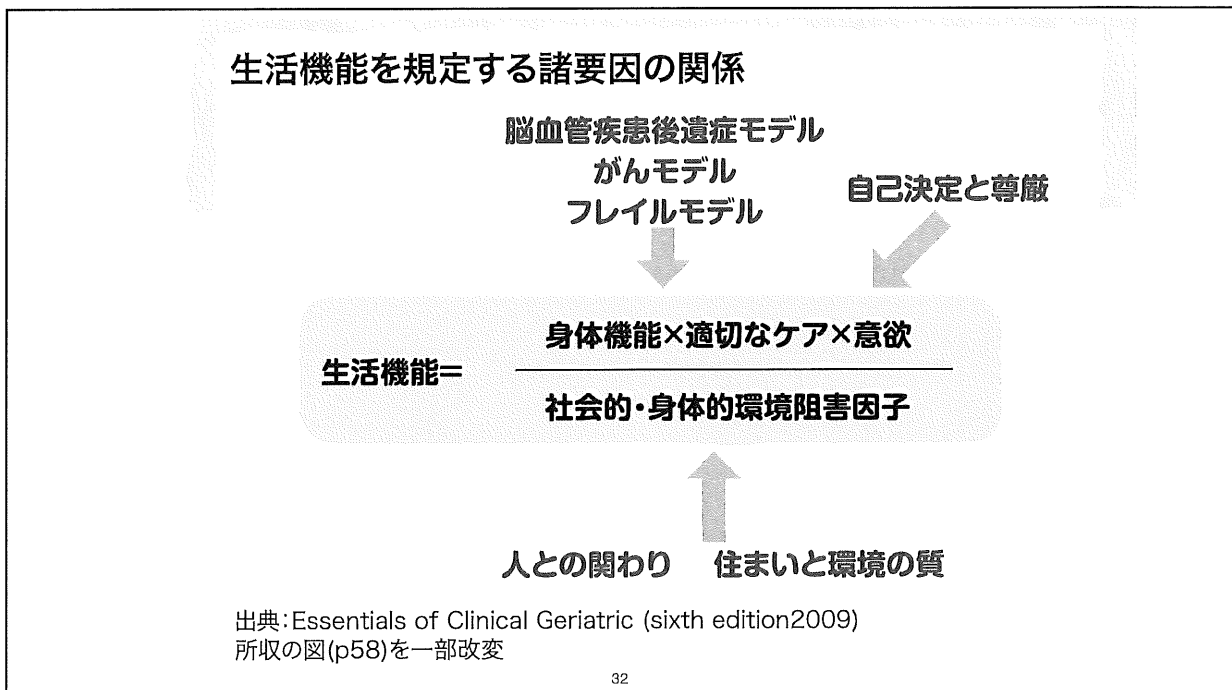 生活機能を規定する諸要因の関係
脳血管疾患後遺症モデル
がんモデル
フレイルモデル
自己決定と尊厳
生活機能=
身体機能×適切なケア×意欲
社会的・身体的環境阻害因子
人との関わり 住まいと環境の質
出典:Essentials of Clinical Geriatric (sixth edition2009)
所収の図(p58)を一部改変
32